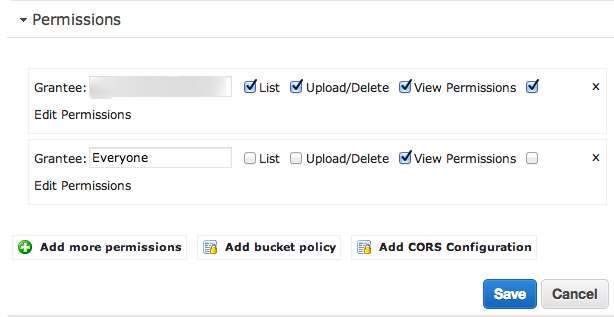 Permissions
Grantee: List Upload/Delete View Permissions x
Edit Permissions
Grantee: Everyone List Upload/Delete View Permissions x
Edit Permissions
Add more permissions Add bucket policy Add CORS Configuration
Save Cancel